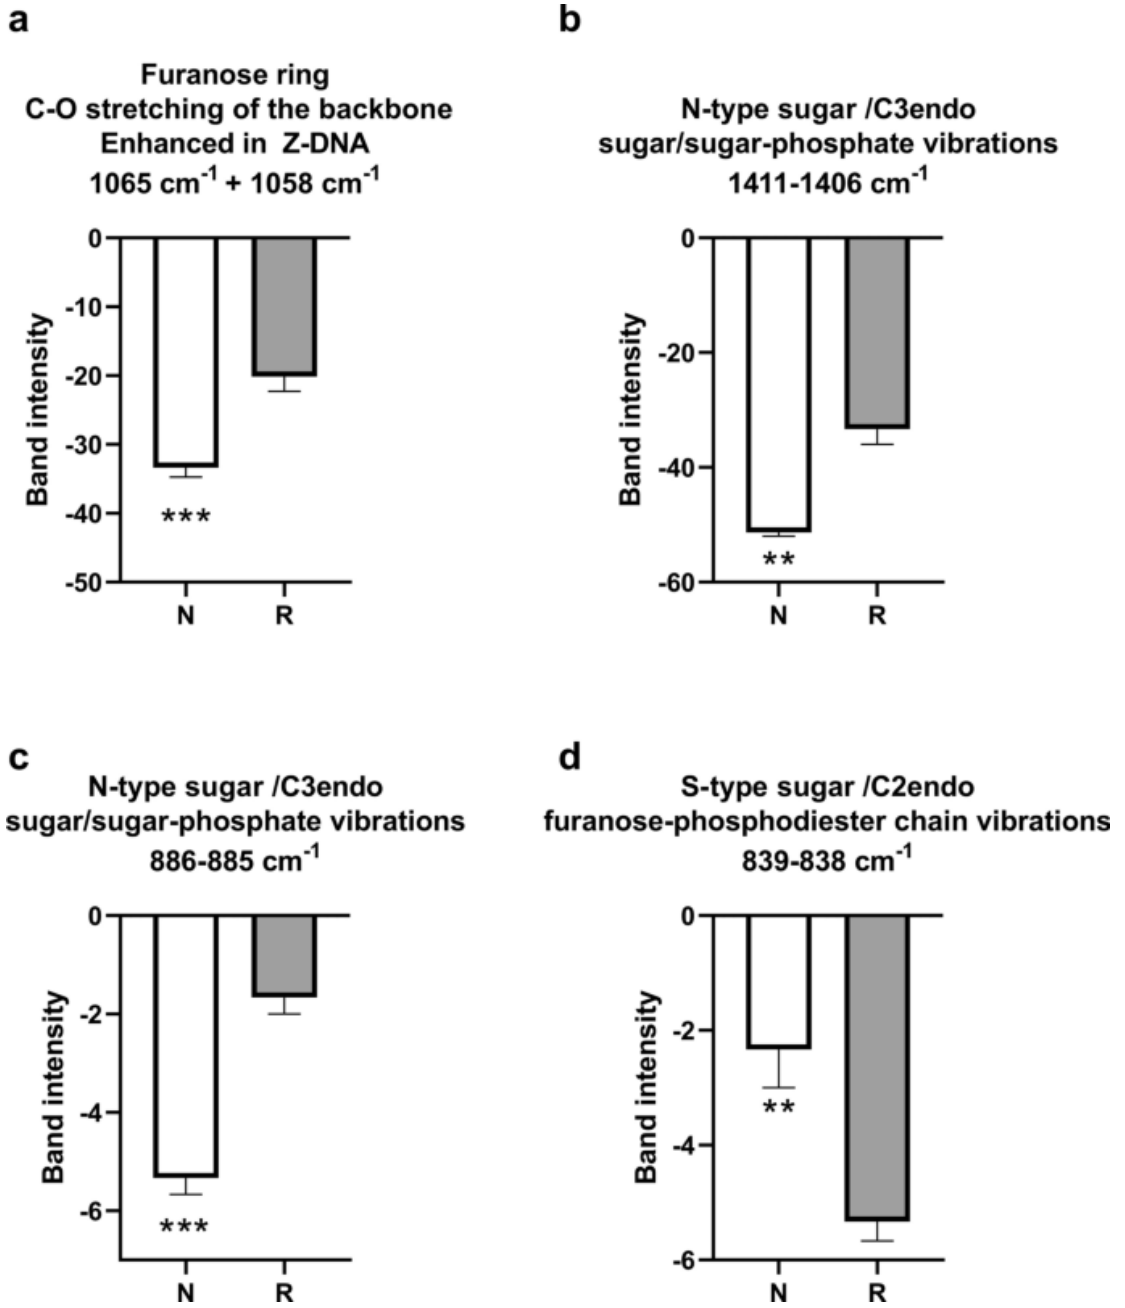 a
Furanose ring
C-O stretching of the backbone
Enhanced in Z-DNA
1065 cm⁻¹ + 1058 cm⁻¹
0
-10
-20
-30
-40
-50
Band intensity
***
N
R
b
N-type sugar /C3endo
sugar/sugar-phosphate vibrations
1411-1406 cm⁻¹
0
-20
-40
-60
Band intensity
**
N
R
c
N-type sugar /C3endo
sugar/sugar-phosphate vibrations
886-885 cm⁻¹
0
-2
-4
-6
Band intensity
***
N
R
d
S-type sugar /C2endo
furanose-phosphodiester chain vibrations
839-838 cm⁻¹
0
-2
-4
-6
Band intensity
**
N
R